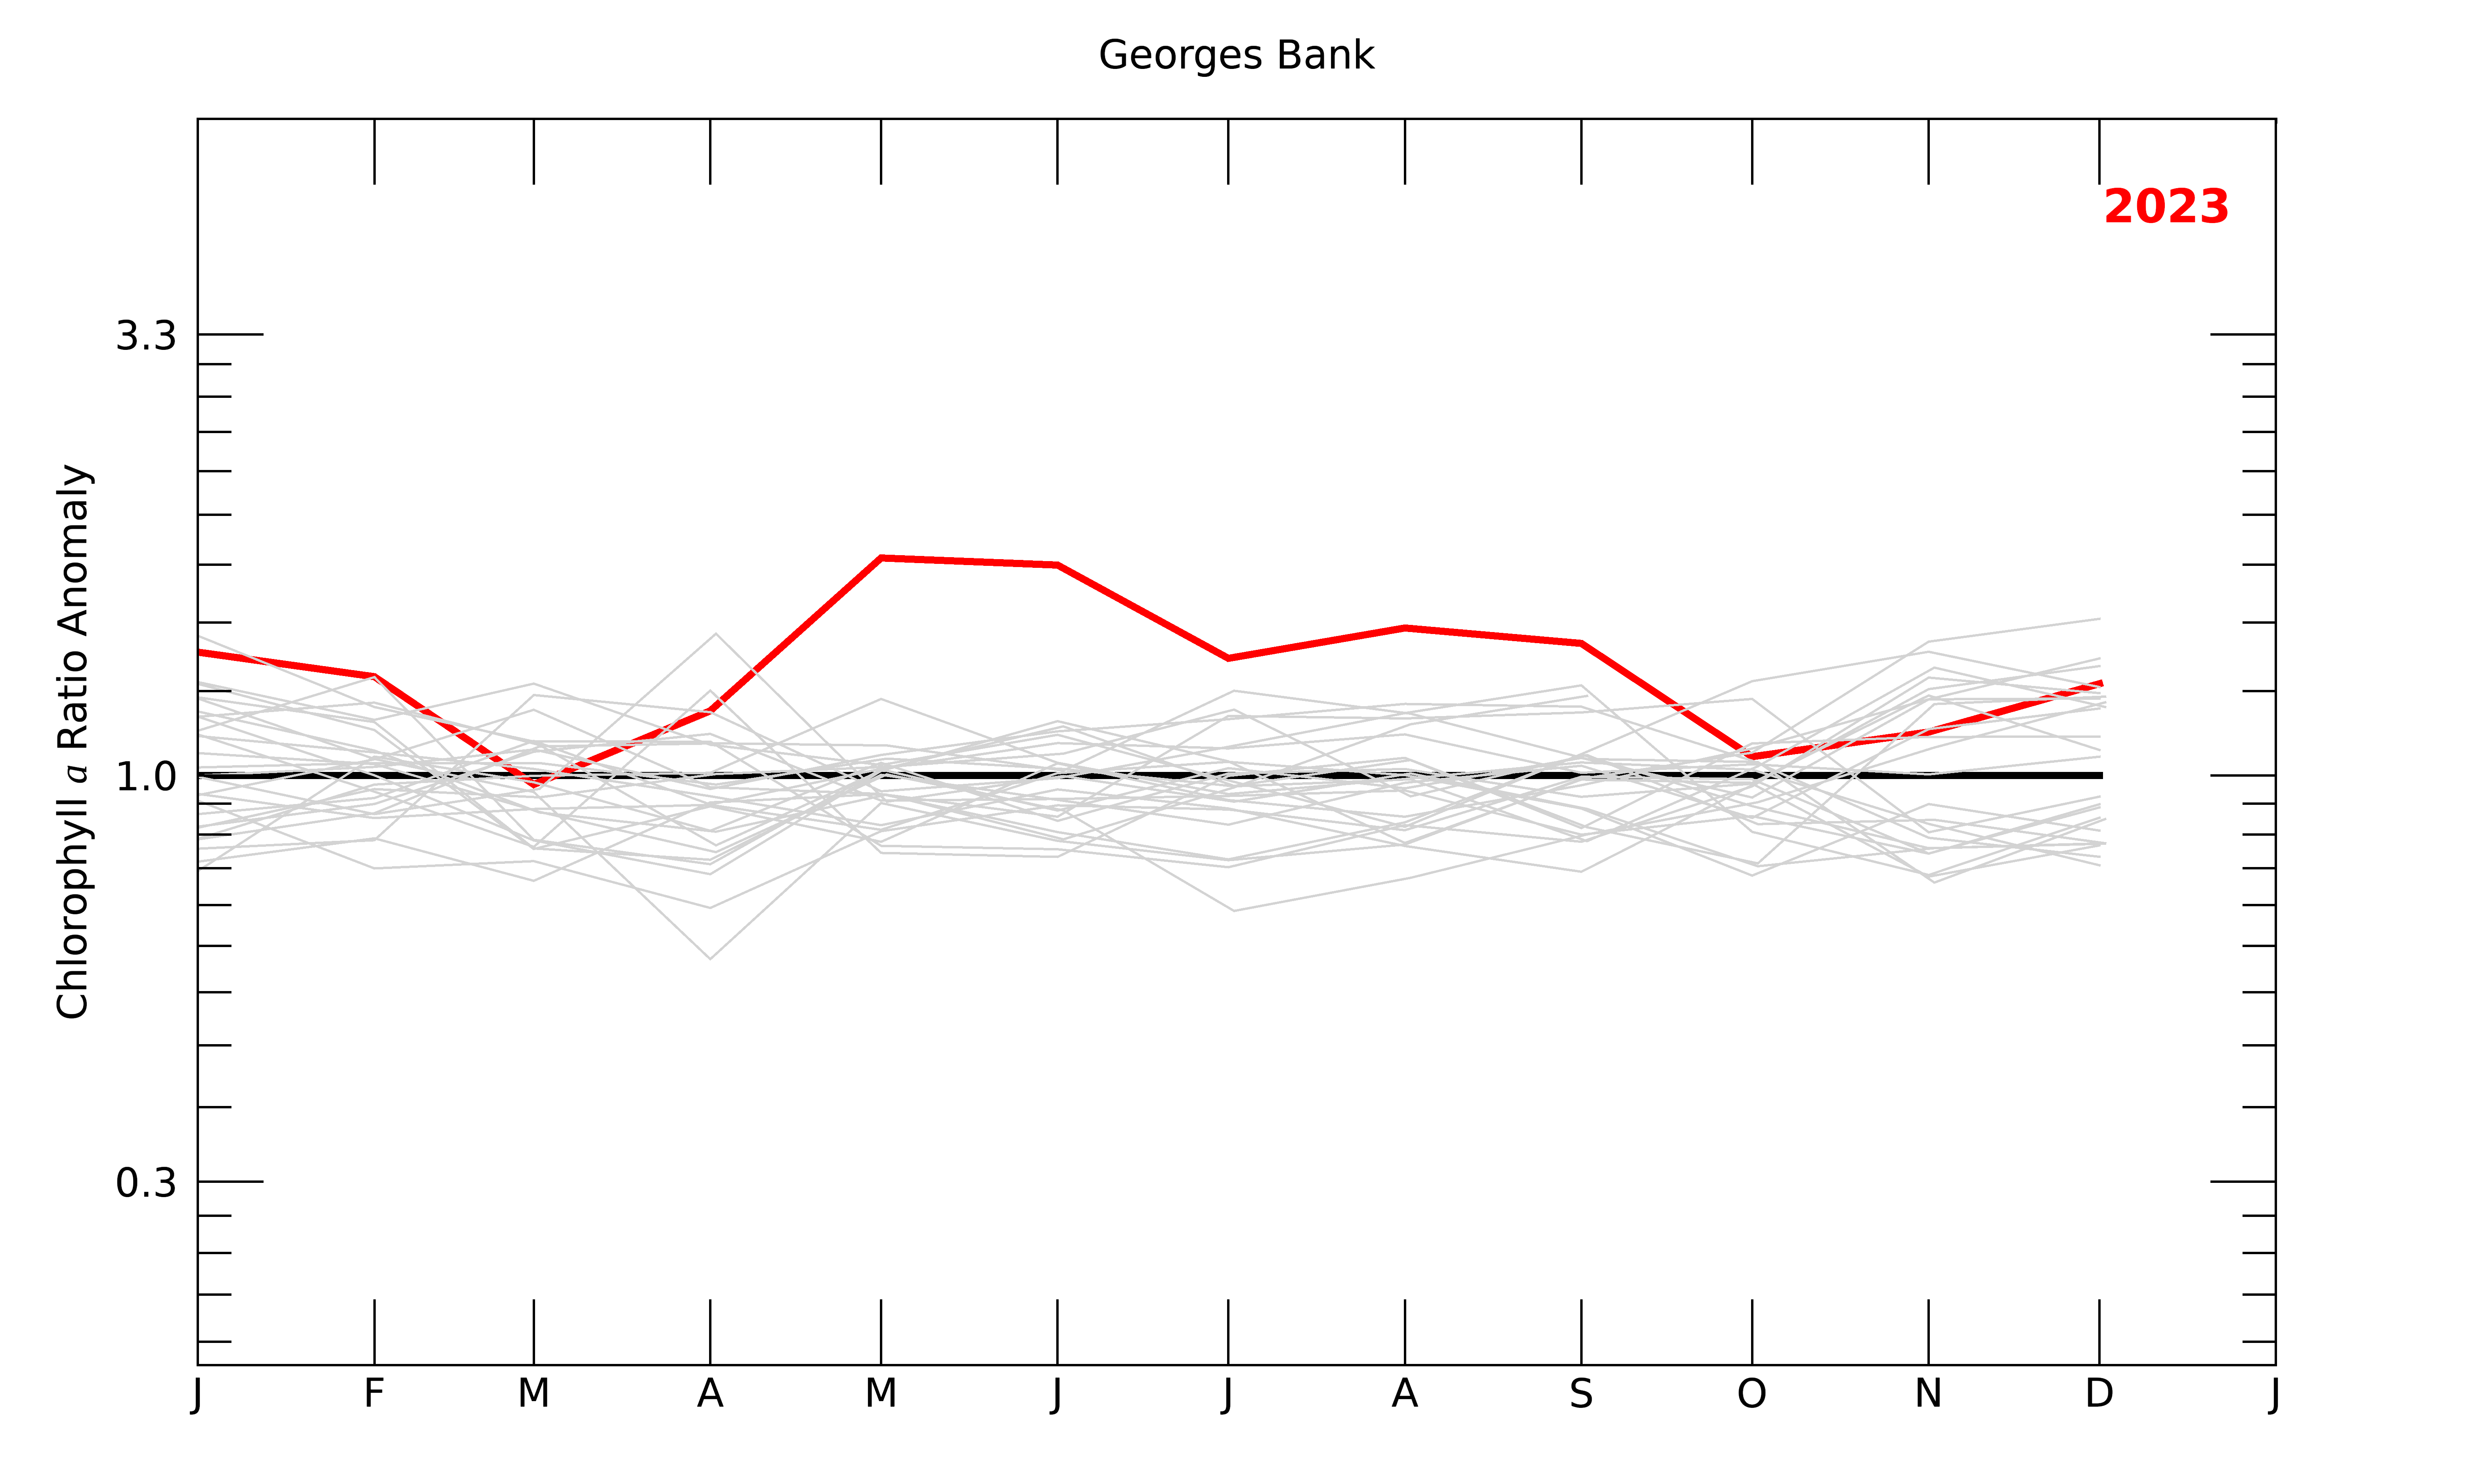 Georges Bank
2023
Chlorophyll a Ratio Anomaly
3.3
1.0
0.3
J F M A M J J A S O N D J